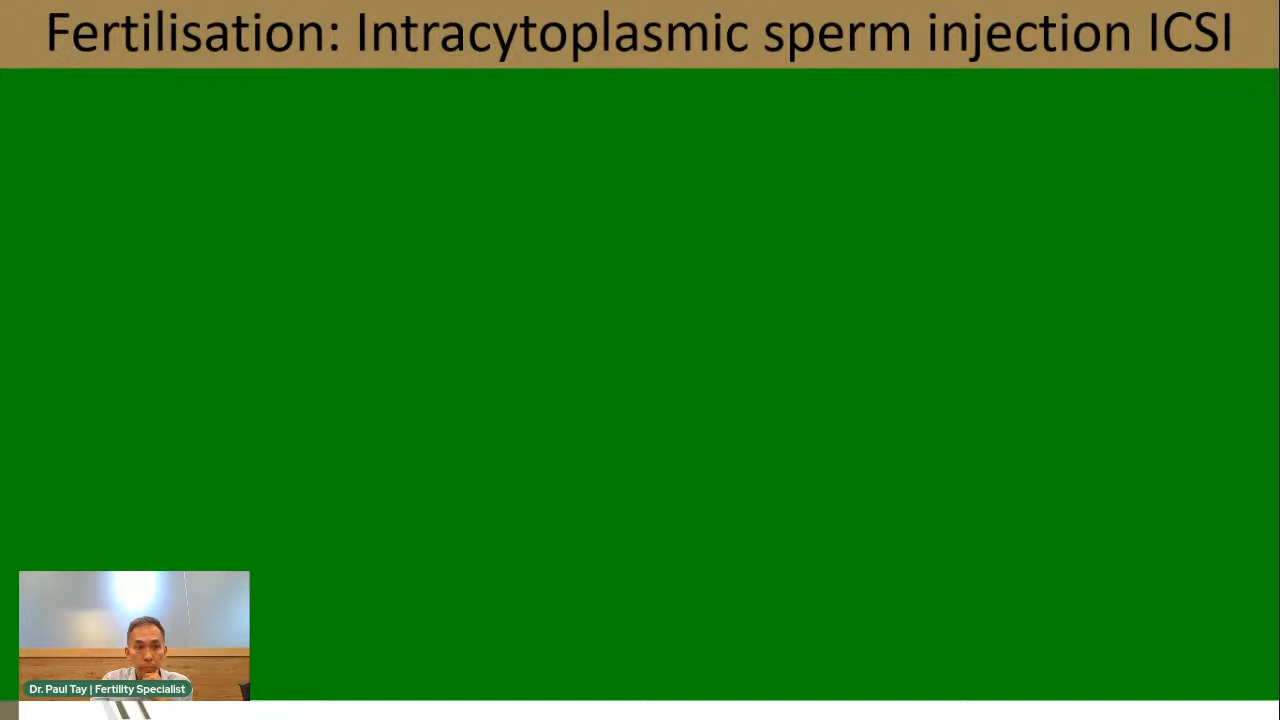 Fertilisation: Intracytoplasmic sperm injection ICSI
Dr. Paul Tay | Fertility Specialist